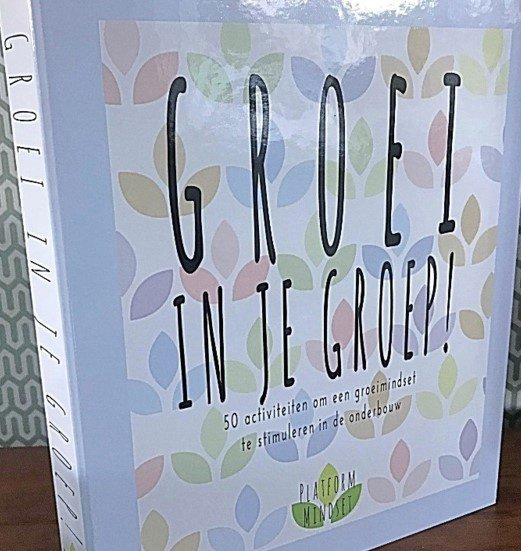 GROEI IN JE GROEP!
GROEI
IN JE GROEP!
50 activiteiten om een groeimindset
te stimuleren in de onderbouw
PLATFORM
MINDSET